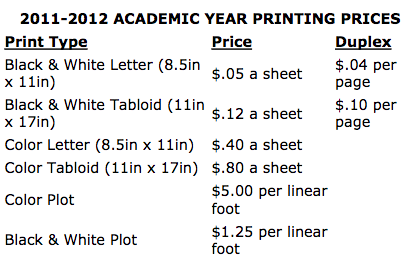 2011-2012 ACADEMIC YEAR PRINTING PRICES
Print Type Price Duplex
Black & White Letter (8.5in x 11in) $.05 a sheet $.04 per page
Black & White Tabloid (11in x 17in) $.12 a sheet $.10 per page
Color Letter (8.5in x 11in) $.40 a sheet
Color Tabloid (11in x 17in) $.80 a sheet
Color Plot $5.00 per linear foot
Black & White Plot $1.25 per linear foot